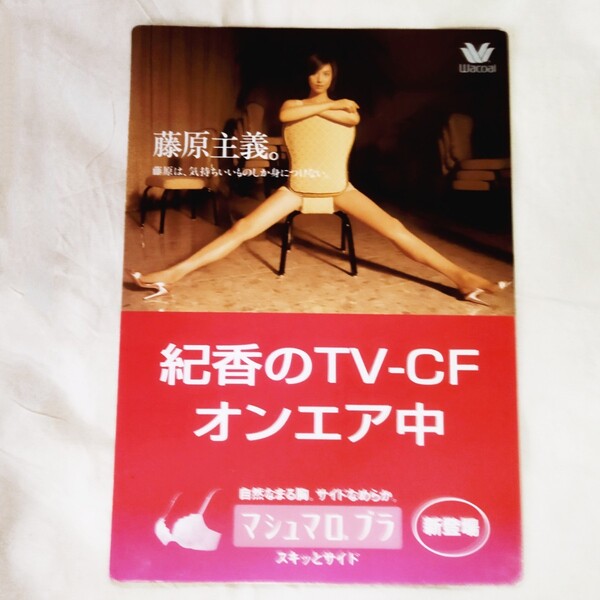 Wacoal
藤原主義。
藤原は、気持ちいいものしか身につけない。
紀香のTV-CF
オンエア中
自然なまる胸。サイドなめらか。
マシュマロ。ブラ
新登場
スキッとサイド